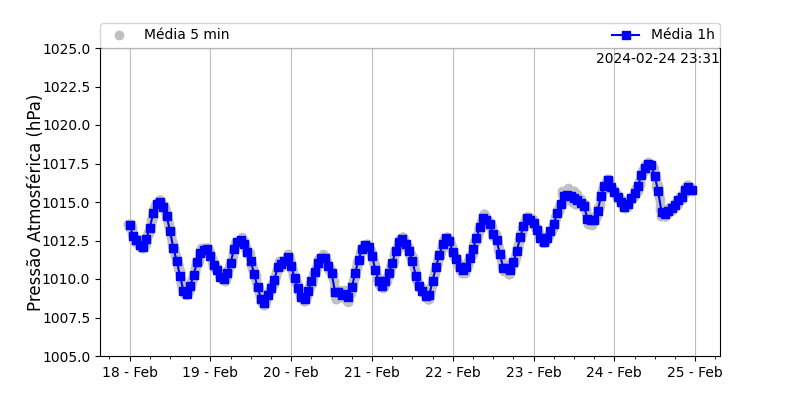 Média 5 min
Média 1h
2024-02-24 23:31
Pressão Atmosférica (hPa)
1025.0
1022.5
1020.0
1017.5
1015.0
1012.5
1010.0
1007.5
1005.0
18 - Feb
19 - Feb
20 - Feb
21 - Feb
22 - Feb
23 - Feb
24 - Feb
25 - Feb